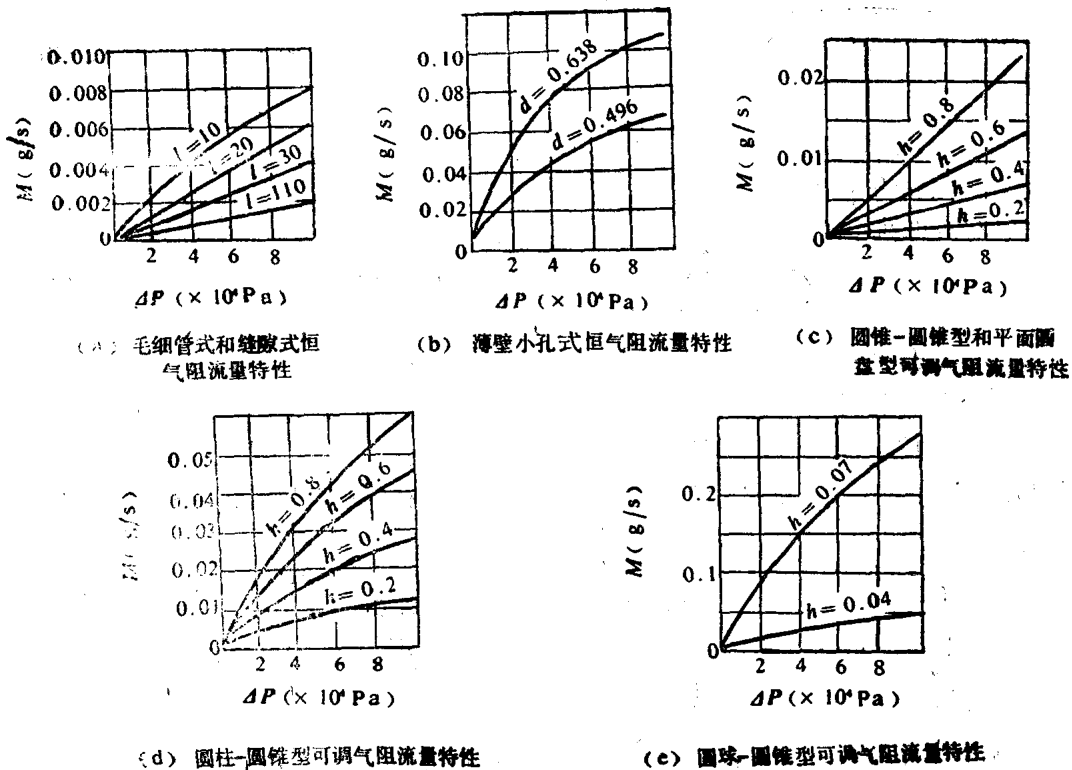 0.010
0.008
0.006
0.004
0.002
0
M(g/s)
l=10
l=20
l=30
l=110
2 4 6 8
ΔP(×10⁴Pa)
(a) 毛细管式和缝隙式恒
气阻流量特性
0.10
0.08
0.06
0.04
0.02
0
M(g/s)
d=0.638
d=0.496
2 4 6 8
ΔP(×10⁴Pa)
(b) 薄壁小孔式恒气阻流量特性
0.02
0.01
0
M(g/s)
h=0.8
h=0.6
h=0.4
h=0.2
2 4 6 8
ΔP(×10⁴Pa)
(c) 圆锥-圆锥型和平面圆
盘型可调气阻流量特性
0.05
0.04
0.03
0.02
0.01
0
M(g/s)
h=0.8
h=0.6
h=0.4
h=0.2
2 4 6 8
ΔP(×10⁴Pa)
(d) 圆柱-圆锥型可调气阻流量特性
0.2
0.1
0
M(g/s)
h=0.07
h=0.04
2 4 6 8
ΔP(×10⁴Pa)
(e) 圆球-圆锥型可调气阻流量特性